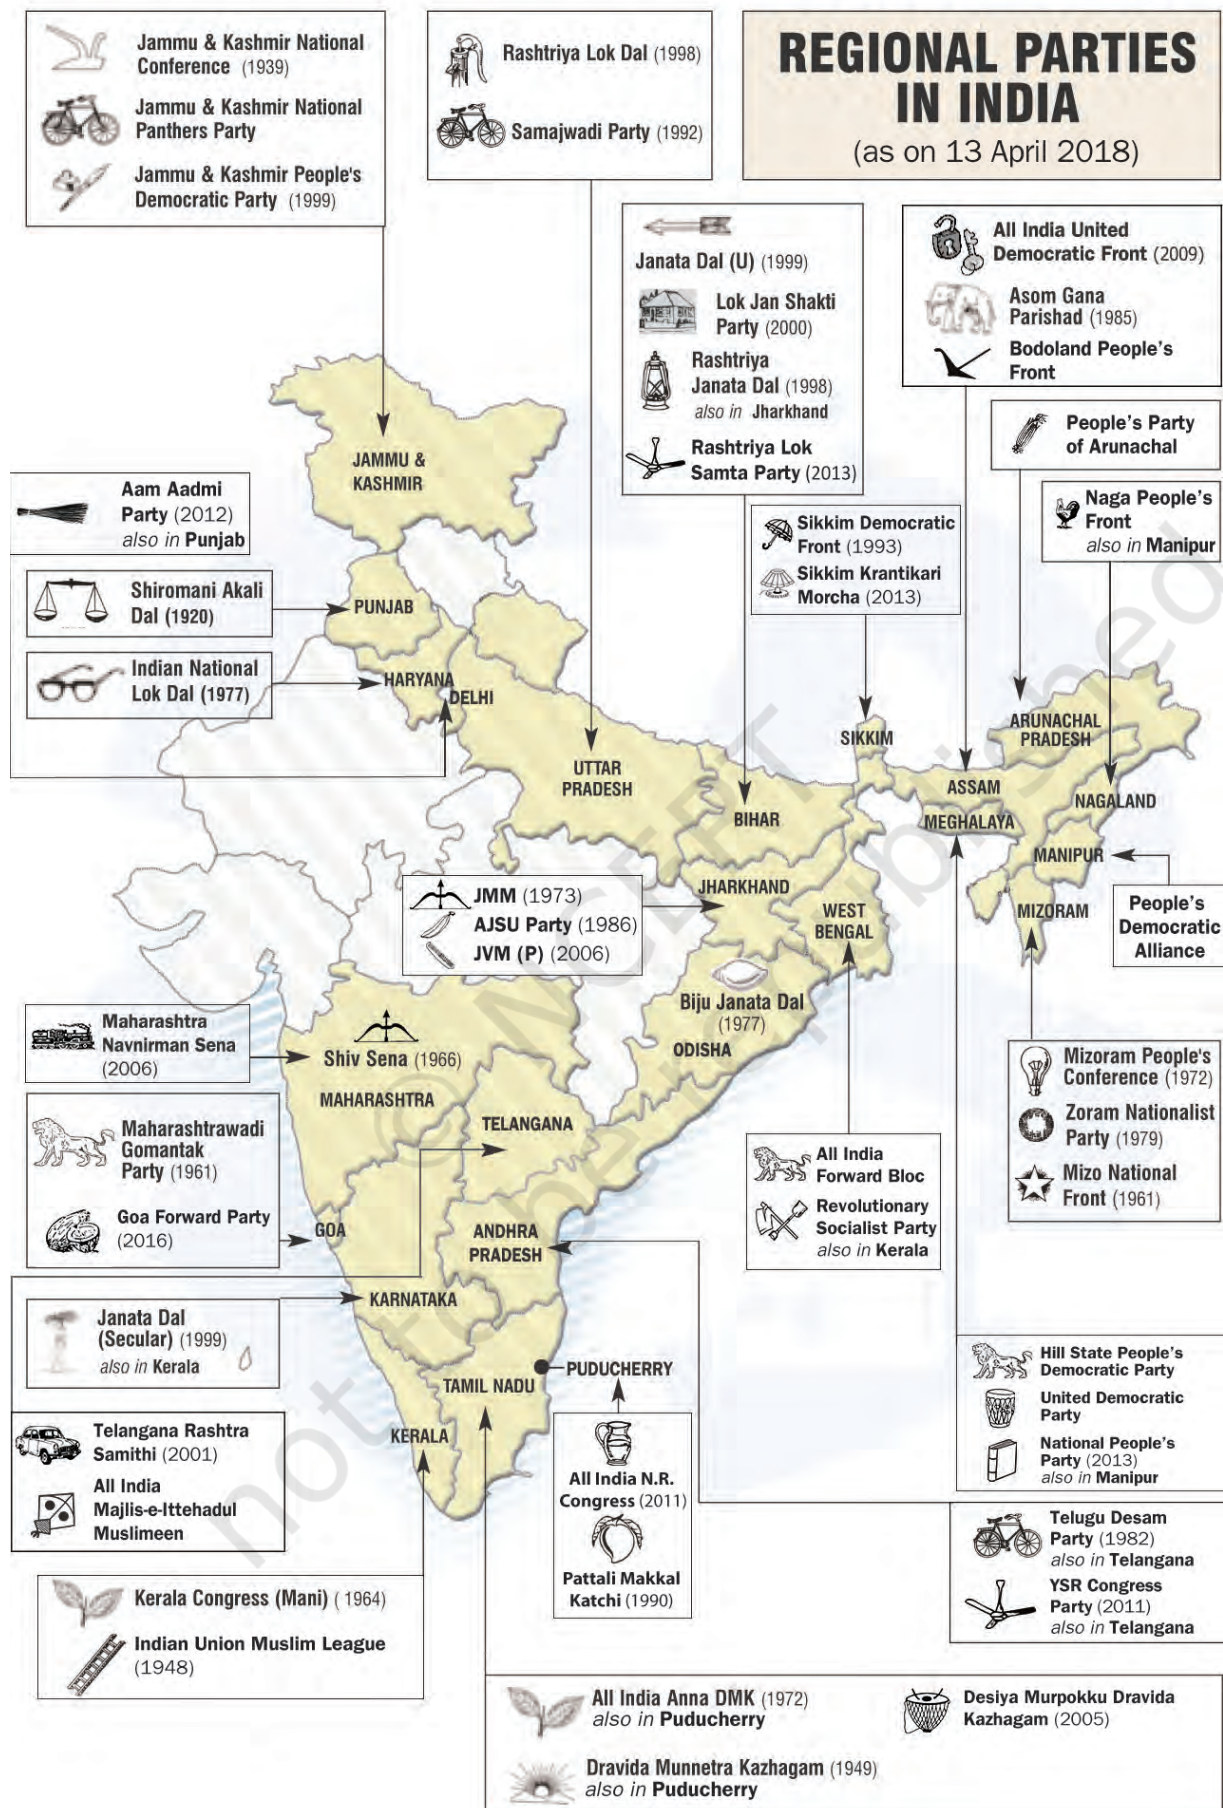 REGIONAL PARTIES
IN INDIA
(as on 13 April 2018)
Jammu & Kashmir National
Conference (1939)
Jammu & Kashmir National
Panthers Party
Jammu & Kashmir People's
Democratic Party (1999)
Rashtriya Lok Dal (1998)
Samajwadi Party (1992)
Janata Dal (U) (1999)
Lok Jan Shakti
Party (2000)
Rashtriya
Janata Dal (1998)
also in Jharkhand
Rashtriya Lok
Samta Party (2013)
All India United
Democratic Front (2009)
Asom Gana
Parishad (1985)
Bodoland People's
Front
People's Party
of Arunachal
Naga People's
Front
also in Manipur
Sikkim Democratic
Front (1993)
Sikkim Krantikari
Morcha (2013)
Aam Aadmi
Party (2012)
also in Punjab
Shiromani Akali
Dal (1920)
Indian National
Lok Dal (1977)
JAMMU &
KASHMIR
PUNJAB
HARYANA
DELHI
UTTAR
PRADESH
BIHAR
SIKKIM
ARUNACHAL
PRADESH
ASSAM
NAGALAND
MEGHALAYA
MANIPUR
MIZORAM
JHARKHAND
WEST
BENGAL
People's
Democratic
Alliance
JMM (1973)
AJSU Party (1986)
JVM (P) (2006)
Biju Janata Dal
(1977)
ODISHA
Maharashtra
Navnirman Sena
(2006)
Shiv Sena (1966)
MAHARASHTRA
TELANGANA
Maharashtrawadi
Gomantak
Party (1961)
Goa Forward Party
(2016)
GOA
ANDHRA
PRADESH
KARNATAKA
All India
Forward Bloc
Revolutionary
Socialist Party
also in Kerala
Mizoram People's
Conference (1972)
Zoram Nationalist
Party (1979)
Mizo National
Front (1961)
Janata Dal
(Secular) (1999)
also in Kerala
PUDUCHERRY
TAMIL NADU
KERALA
Hill State People's
Democratic Party
United Democratic
Party
National People's
Party (2013)
also in Manipur
Telangana Rashtra
Samithi (2001)
All India
Majlis-e-Ittehadul
Muslimeen
All India N.R.
Congress (2011)
Pattali Makkal
Katchi (1990)
Telugu Desam
Party (1982)
also in Telangana
YSR Congress
Party (2011)
also in Telangana
Kerala Congress (Mani) ( 1964)
Indian Union Muslim League
(1948)
All India Anna DMK (1972)
also in Puducherry
Desiya Murpokku Dravida
Kazhagam (2005)
Dravida Munnetra Kazhagam (1949)
also in Puducherry
© NCERT
not to be republished